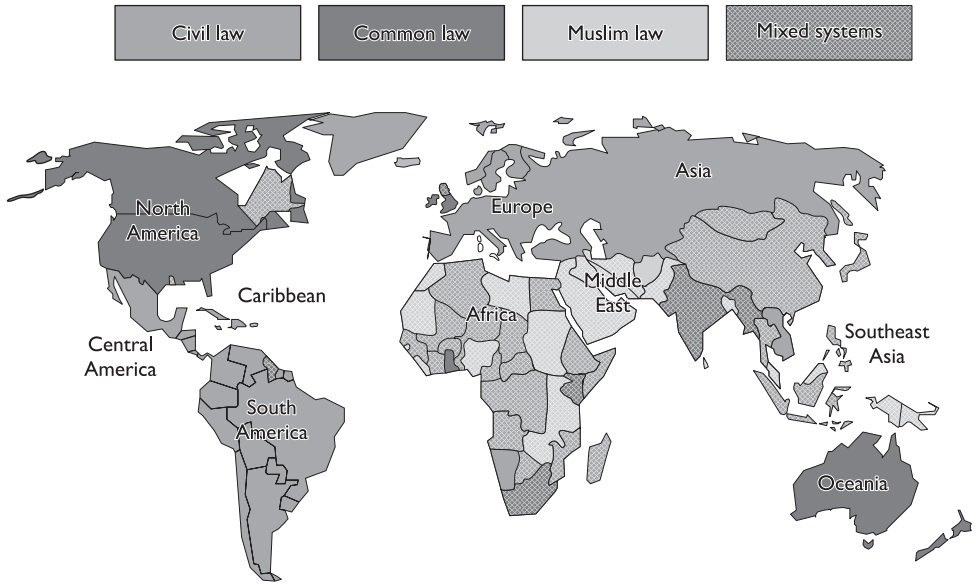 Civil law
Common law
Muslim law
Mixed systems
Asia
North
America
Europe
Middle
East
Caribbean
Africa
Central
America
Southeast
Asia
South
America
Oceania